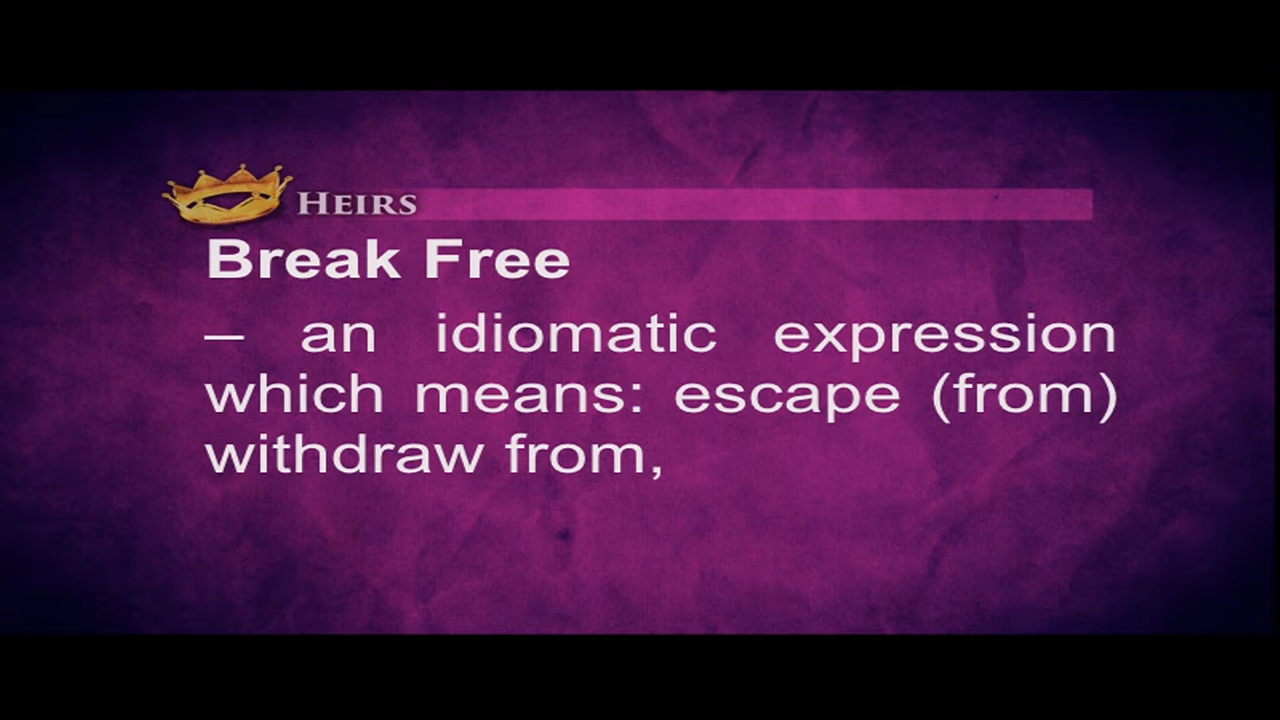 HEIRS
Break Free
– an idiomatic expression
which means: escape (from)
withdraw from,